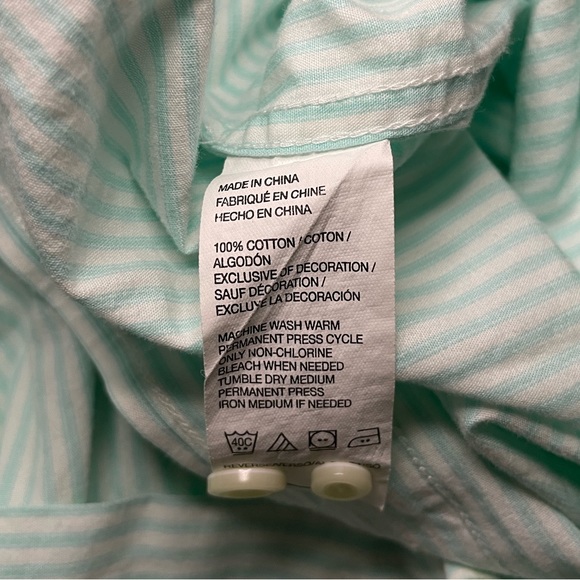 MADE IN CHINA
FABRIQUÉ EN CHINE
HECHO EN CHINA
100% COTTON / COTON /
ALGODÓN
EXCLUSIVE OF DECORATION /
SAUF DÉCORATION /
EXCLUYE LA DECORACIÓN
MACHINE WASH WARM
PERMANENT PRESS CYCLE
ONLY NON-CHLORINE
BLEACH WHEN NEEDED
TUMBLE DRY MEDIUM
PERMANENT PRESS
IRON MEDIUM IF NEEDED
40C